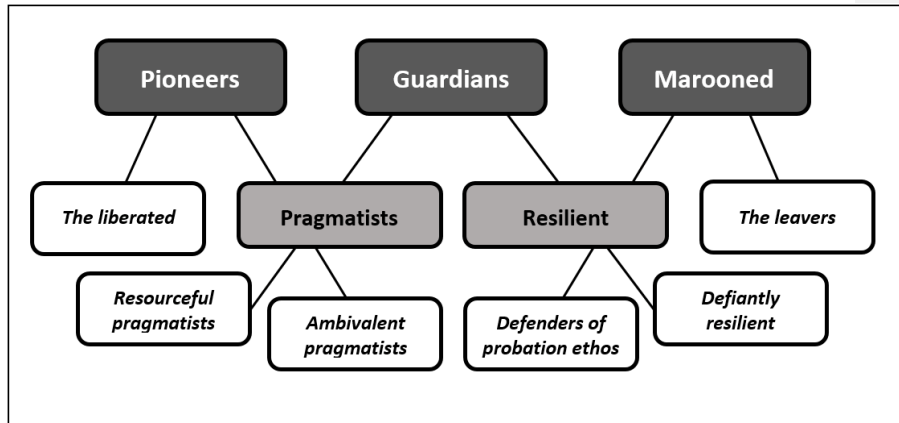 Pioneers
Guardians
Marooned
The liberated
Pragmatists
Resilient
The leavers
Resourceful
pragmatists
Ambivalent
pragmatists
Defenders of
probation ethos
Defiantly
resilient